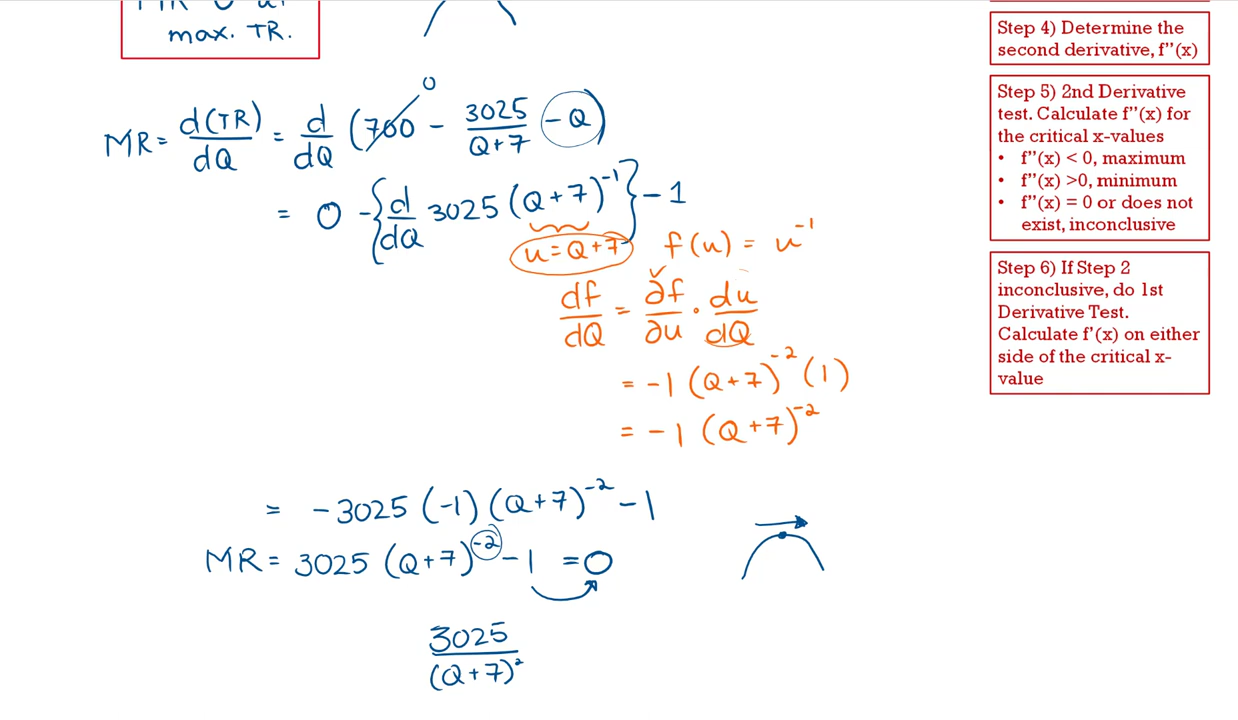 max. TR.
MR = d(TR)/dQ = d/dQ (700 - 3025/(Q+7) - Q)
0
= 0 - {d/dQ 3025 (Q+7)⁻¹} - 1
u = Q+7 f(u) = u⁻¹
df/dQ = ∂f/∂u · du/dQ
= -1 (Q+7)⁻² (1)
= -1 (Q+7)⁻²
= -3025 (-1) (Q+7)⁻² - 1
MR = 3025 (Q+7)⁻² - 1 = 0
3025/(Q+7)²
Step 4) Determine the
second derivative, f”(x)
Step 5) 2nd Derivative
test. Calculate f”(x) for
the critical x-values
• f”(x) < 0, maximum
• f”(x) >0, minimum
• f”(x) = 0 or does not
exist, inconclusive
Step 6) If Step 2
inconclusive, do 1st
Derivative Test.
Calculate f’(x) on either
side of the critical x-
value